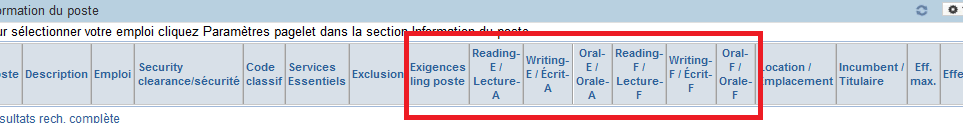 formation du poste
ur sélectionner votre emploi cliquez Paramètres pagelet dans la section Information du poste
oste Description Emploi Security clearance/sécurité Code classif Services Essentiels Exclusion Exigences ling poste Reading-E / Lecture-A Writing-E / Écrit-A Oral-E / Orale-A Reading-F / Lecture-F Writing-F / Écrit-F Oral-F / Orale-F Location / mplacement Incumbent / Titulaire Eff. max. Effe
sultats rech. complète